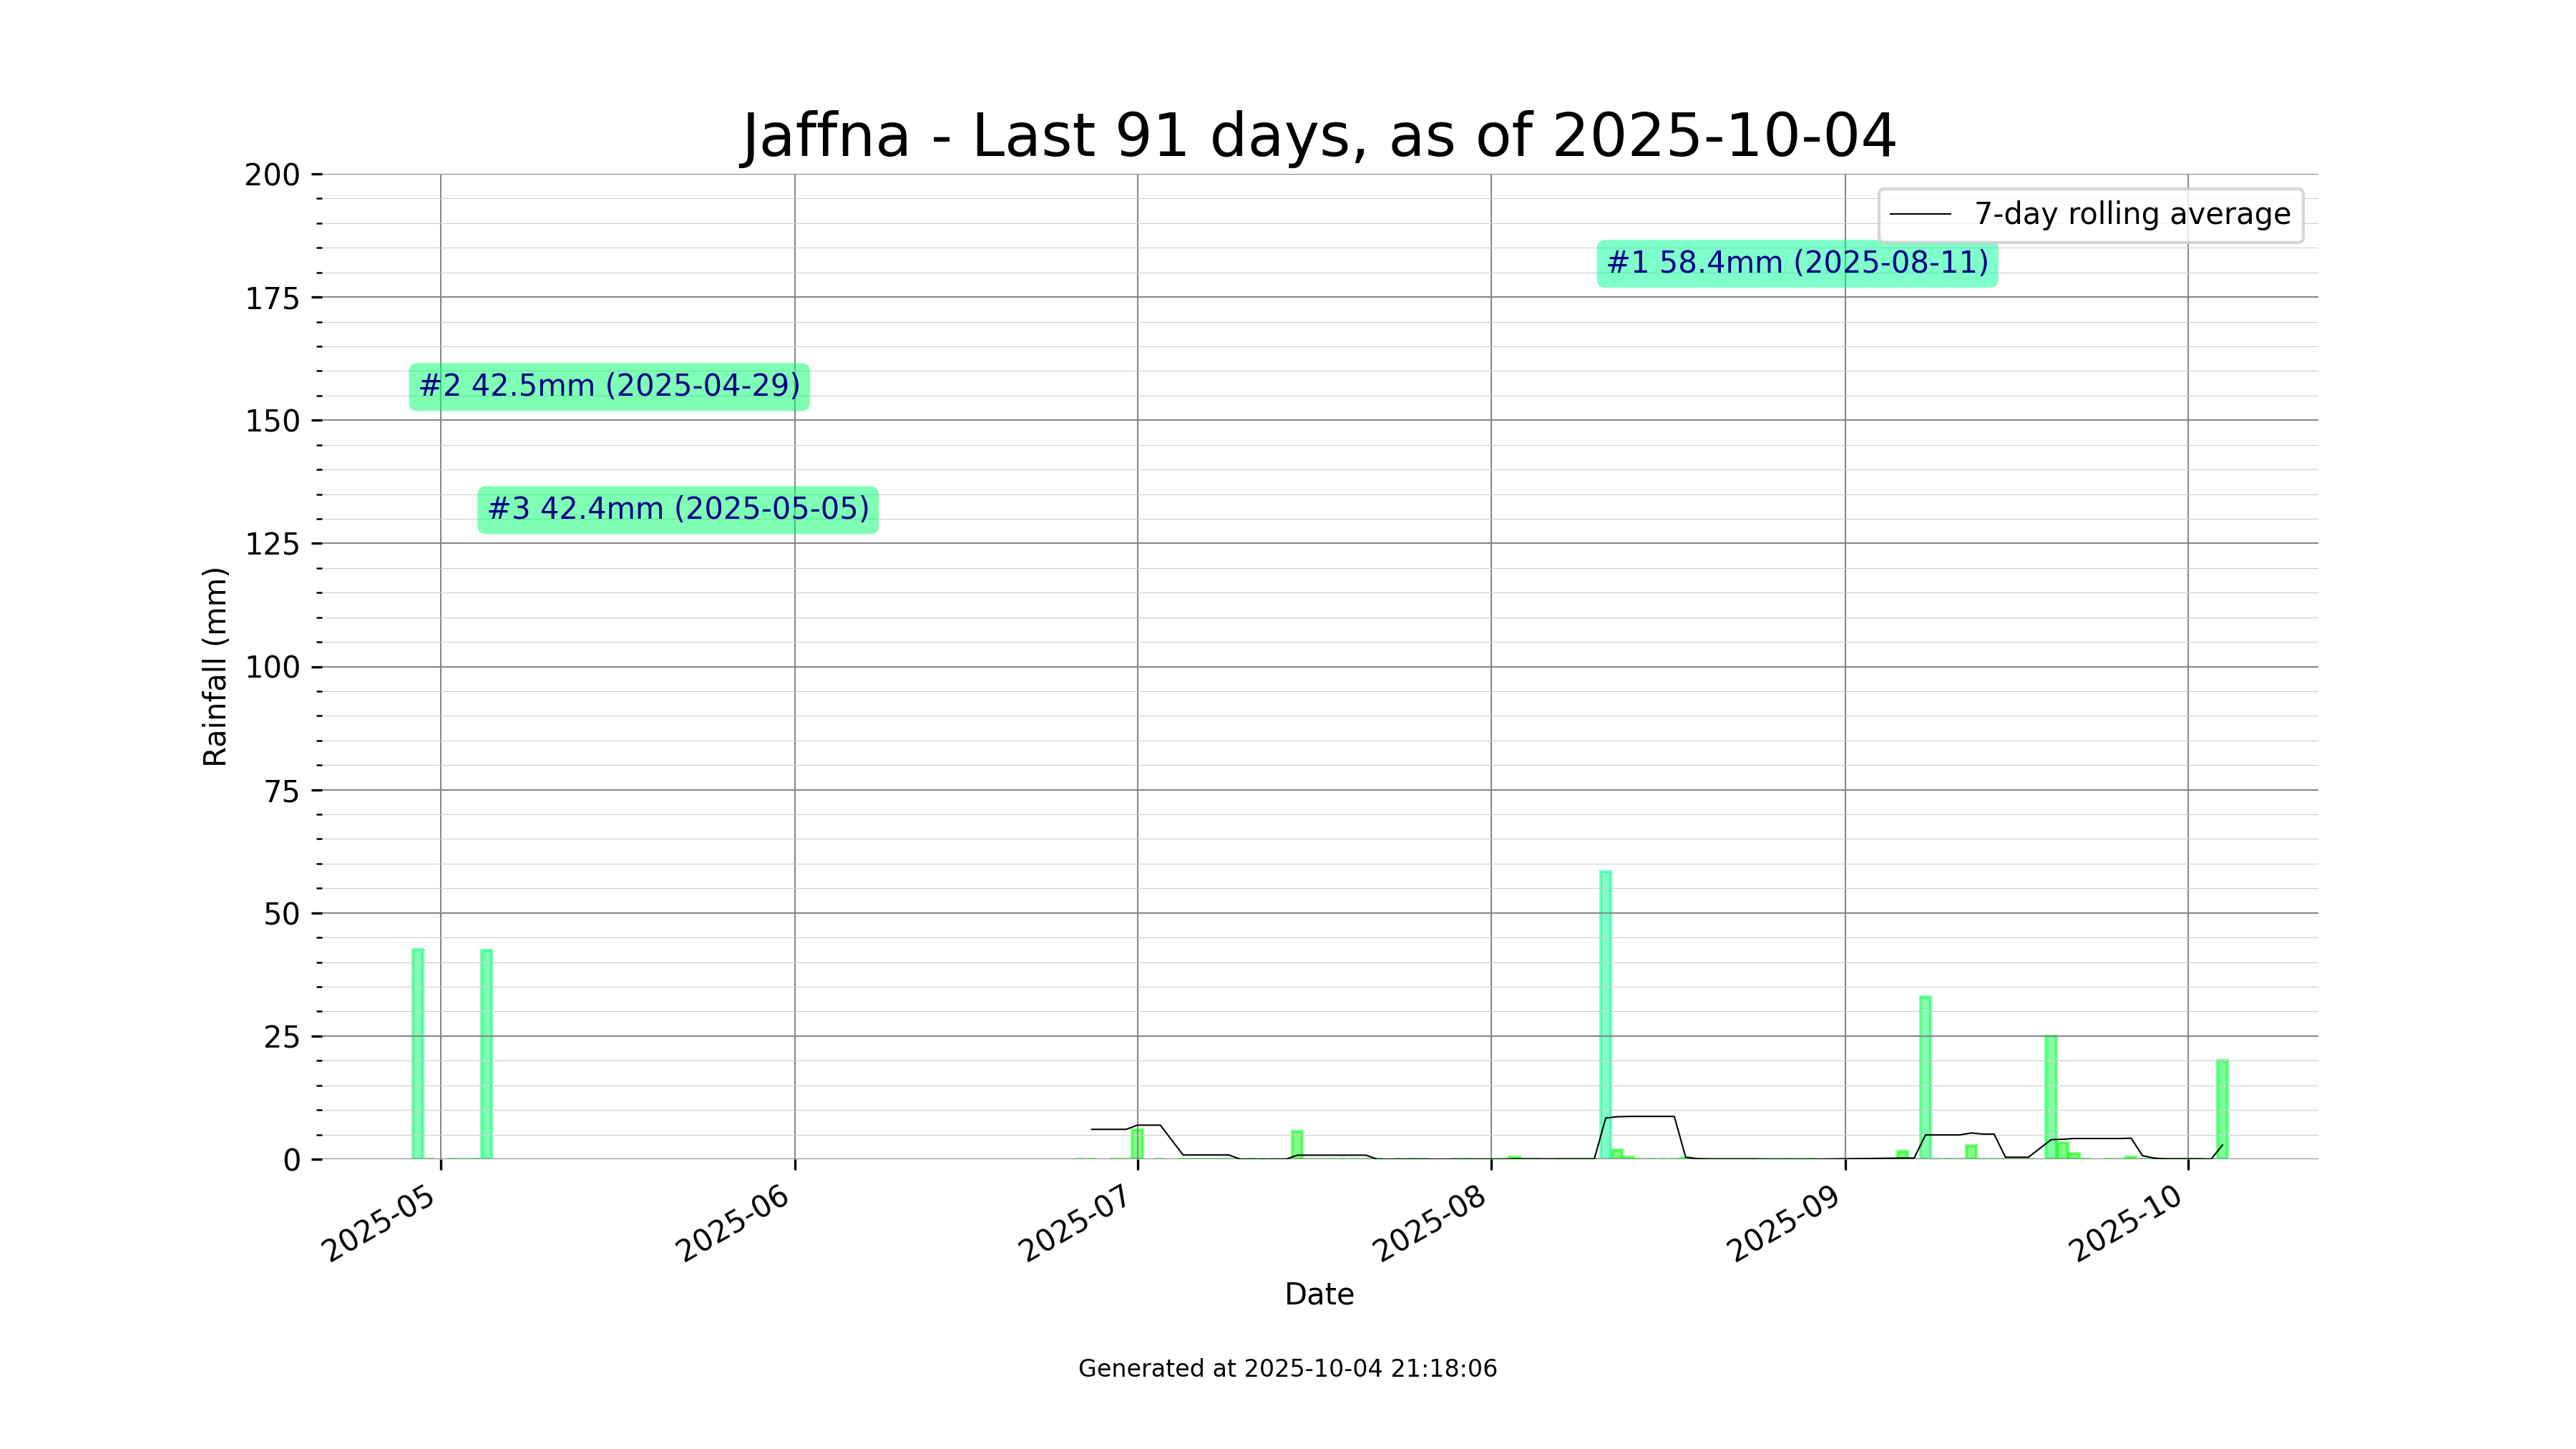 Jaffna - Last 91 days, as of 2025-10-04
7-day rolling average
#1 58.4mm (2025-08-11)
#2 42.5mm (2025-04-29)
#3 42.4mm (2025-05-05)
Rainfall (mm)
200
175
150
125
100
75
50
25
0
2025-05
2025-06
2025-07
2025-08
2025-09
2025-10
Date
Generated at 2025-10-04 21:18:06